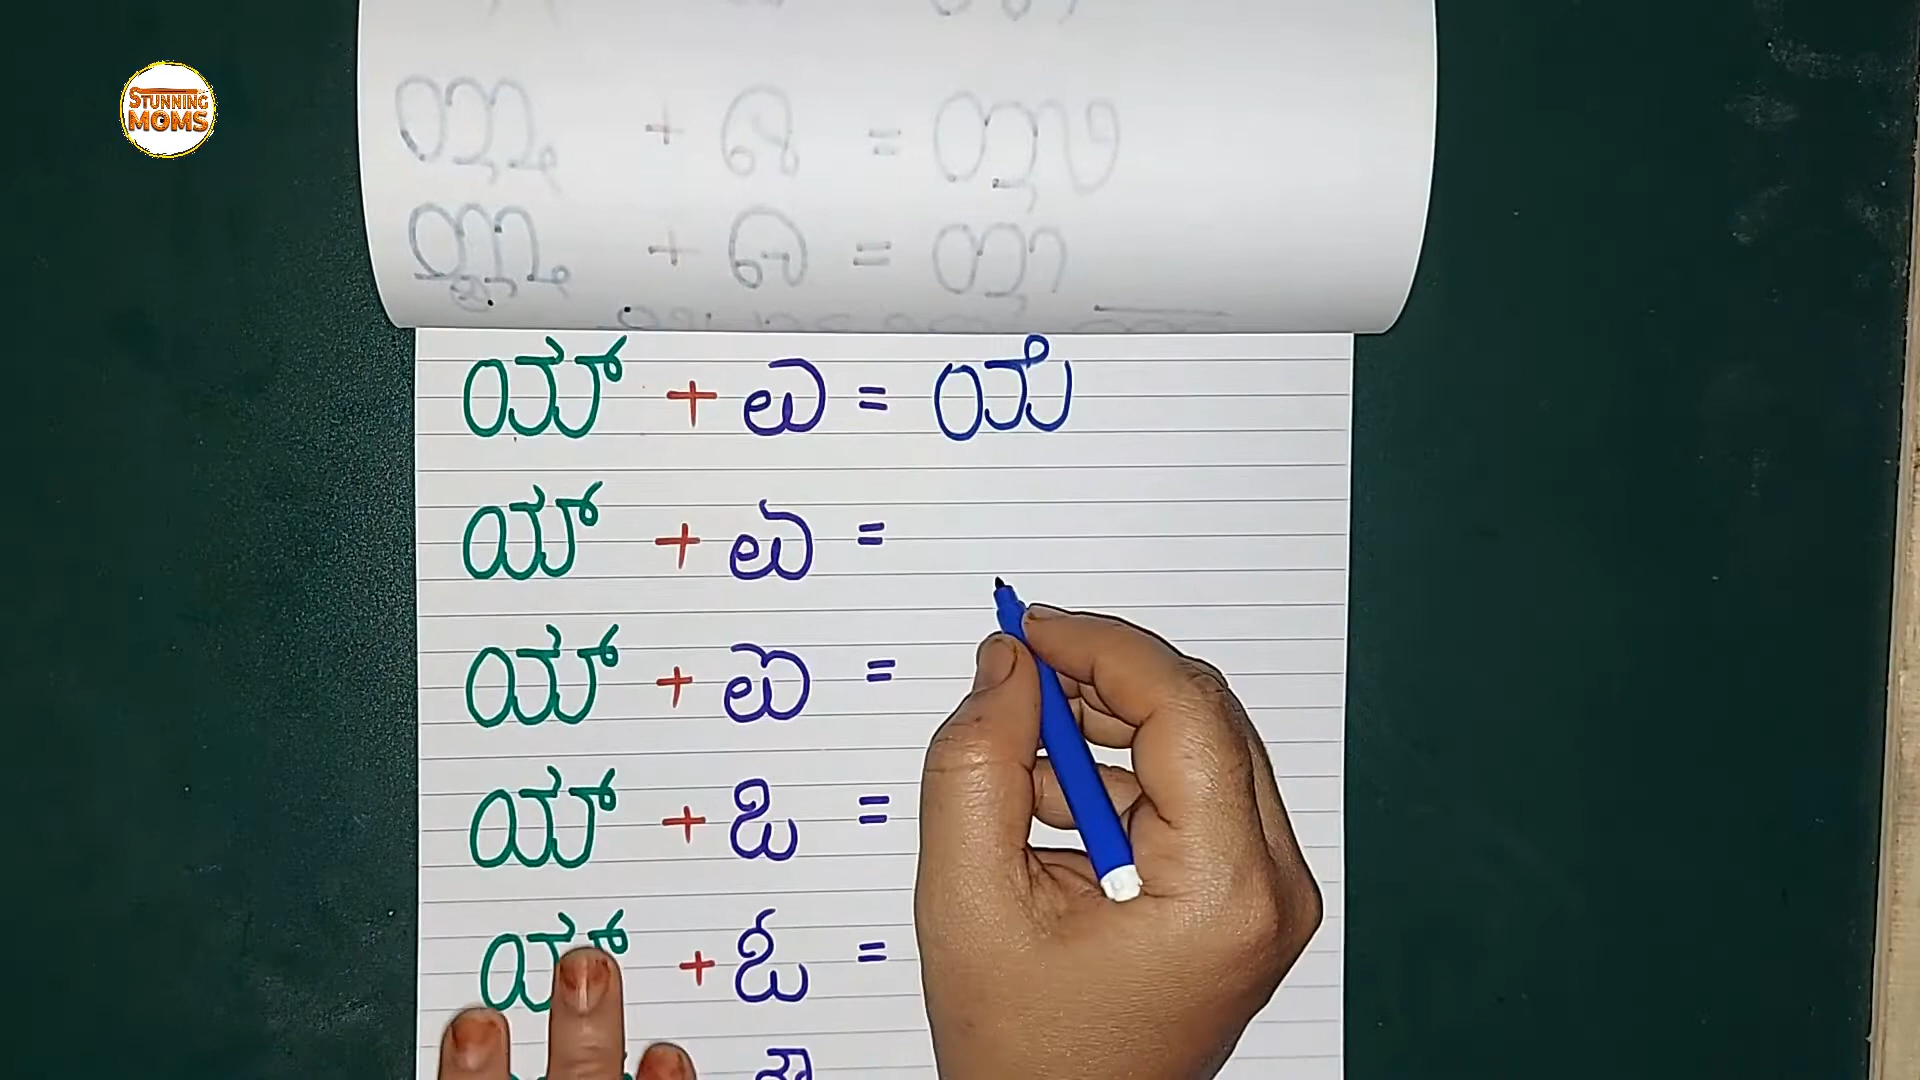 STUNNING
MOMS
ಯ್ + ಎ = ಯೆ
ಯ್ + ಏ =
ಯ್ + ಐ =
ಯ್ + ಒ =
ಯ್ + ಓ =